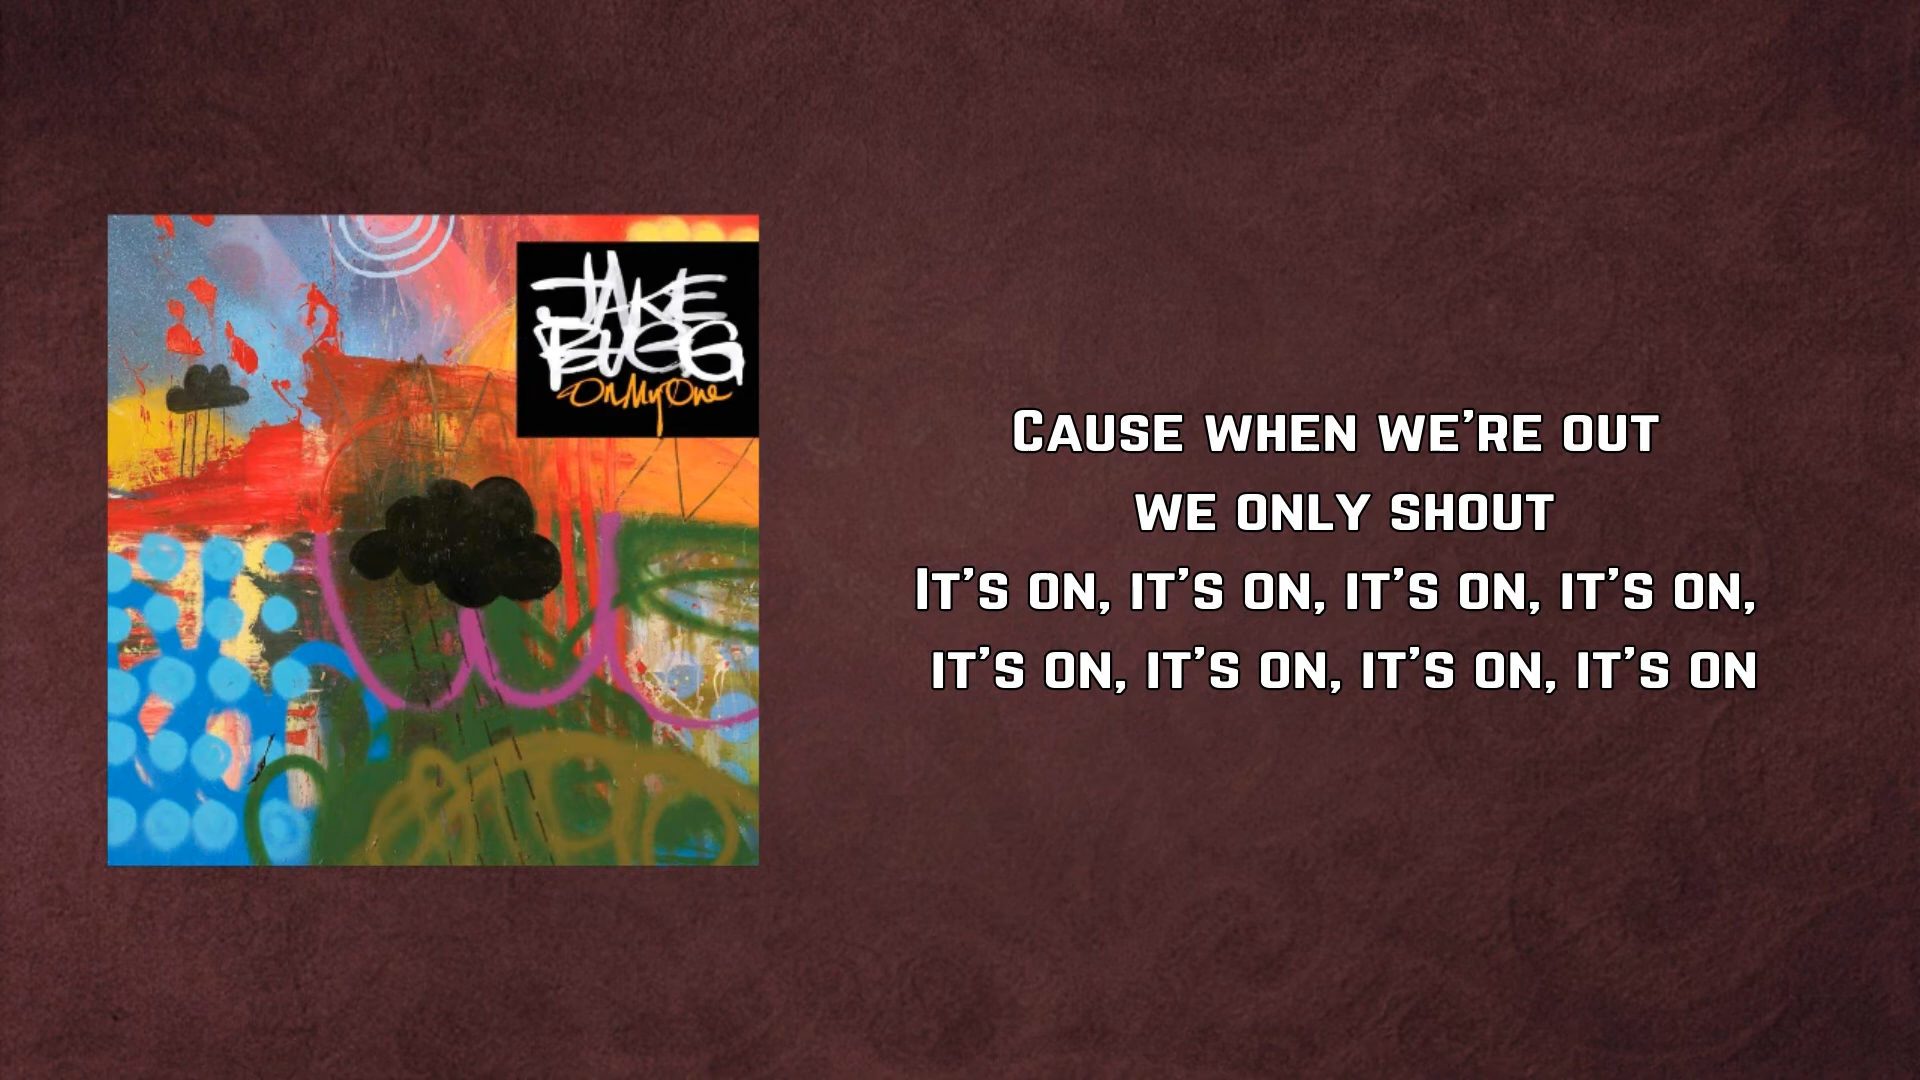 JAKE
BUGG
On My One
Cause when we're out
we only shout
It's on, it's on, it's on, it's on,
it's on, it's on, it's on, it's on